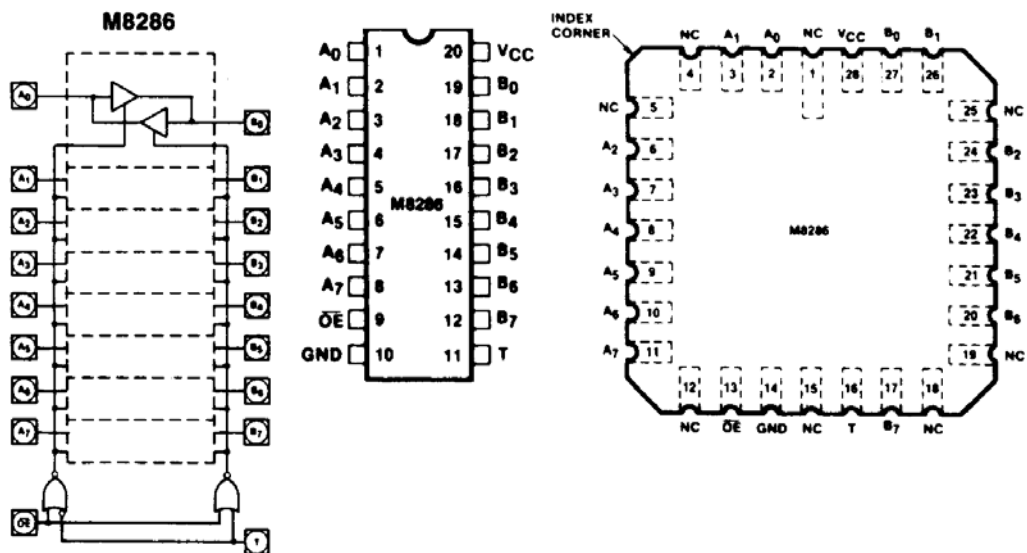 M8286
A0
B0
A1 B1
A2 B2
A3 B3
A4 B4
A5 B5
A6 B6
A7 B7
OE
T
A0 1 20 VCC
A1 2 19 B0
A2 3 18 B1
A3 4 17 B2
A4 5 16 B3
M8286
A5 6 15 B4
A6 7 14 B5
A7 8 13 B6
O̅E̅ 9 12 B7
GND 10 11 T
INDEX
CORNER
NC A1 A0 NC VCC B0 B1
4 3 2 1 28 27 26
NC 5 25 NC
A2 6 24 B2
A3 7 23 B3
A4 8 M8286 22 B4
A5 9 21 B5
A6 10 20 B6
A7 11 19 NC
12 13 14 15 16 17 18
NC O̅E̅ GND NC T B7 NC